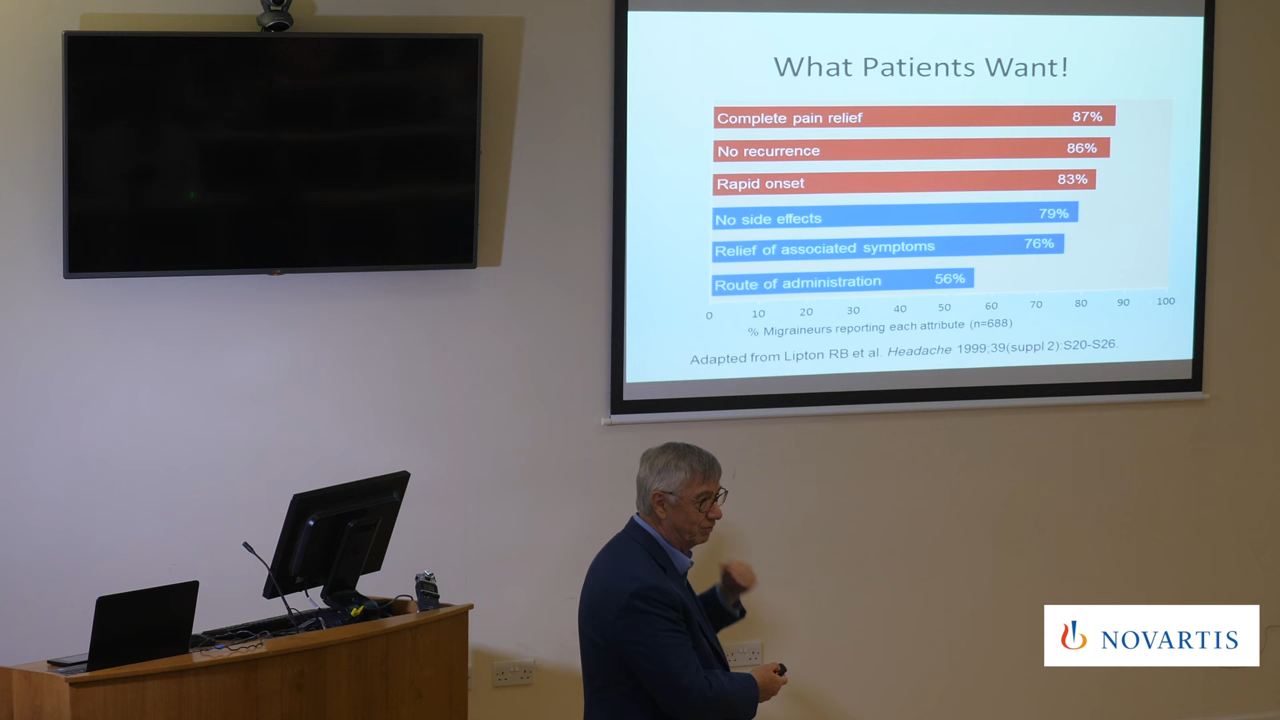 What Patients Want!
Complete pain relief 87%
No recurrence 86%
Rapid onset 83%
No side effects 79%
Relief of associated symptoms 76%
Route of administration 56%
0 10 20 30 40 50 60 70 80 90 100
% Migraineurs reporting each attribute (n=688)
Adapted from Lipton RB et al. Headache 1999;39(suppl 2):S20-S26.
NOVARTIS